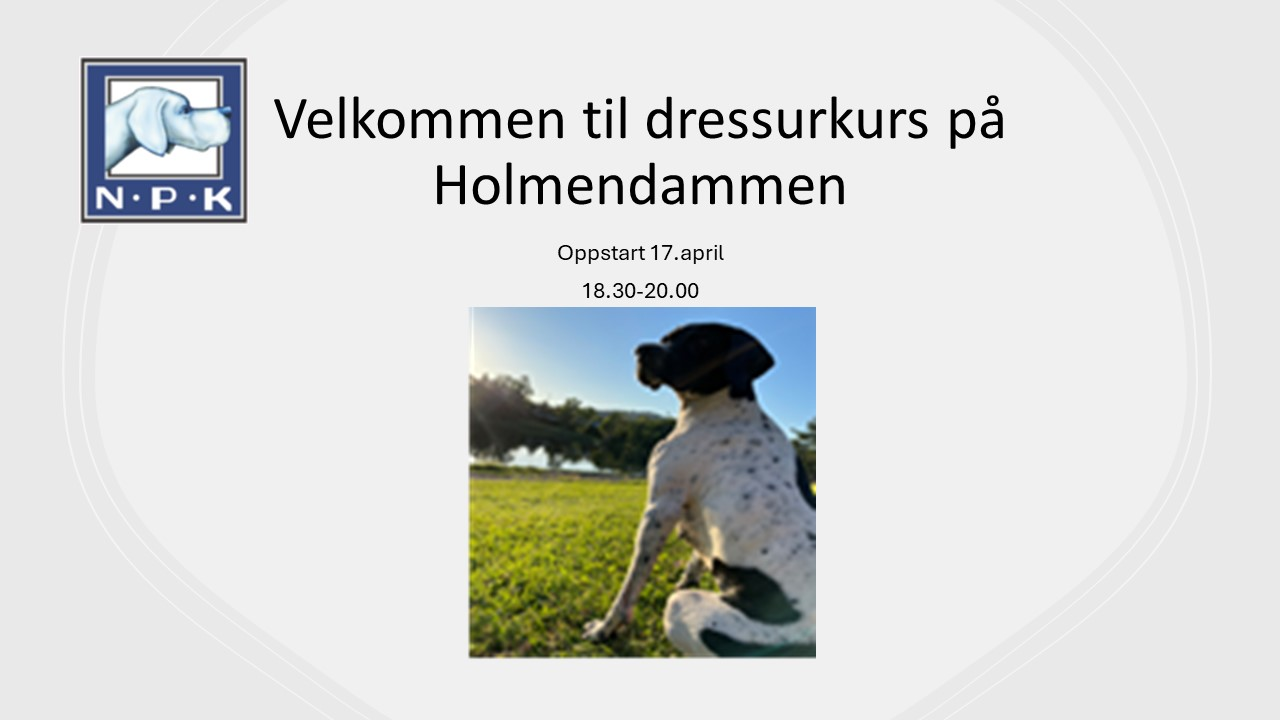 N·P·K
Velkommen til dressurkurs på
Holmendammen
Oppstart 17.april
18.30-20.00